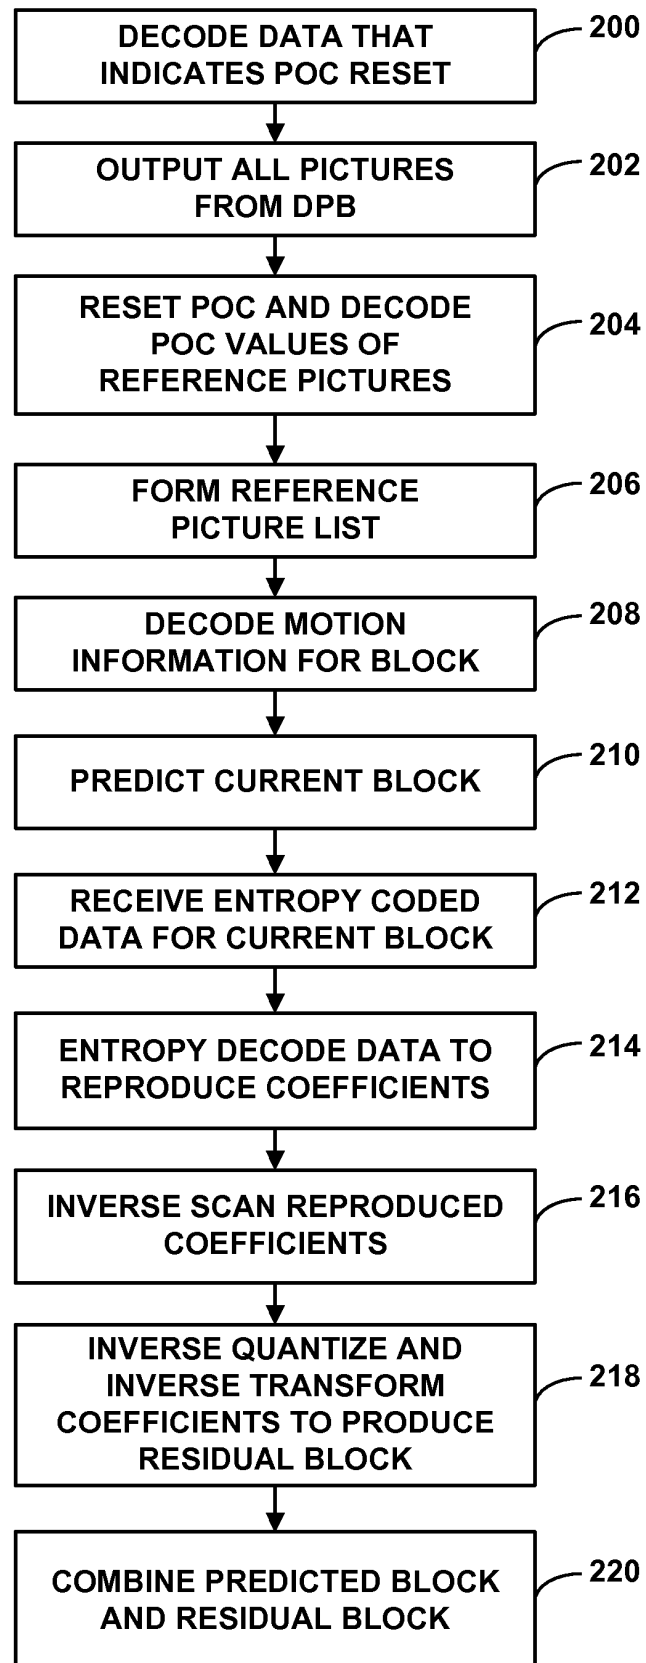 DECODE DATA THAT
INDICATES POC RESET
200
OUTPUT ALL PICTURES
FROM DPB
202
RESET POC AND DECODE
POC VALUES OF
REFERENCE PICTURES
204
FORM REFERENCE
PICTURE LIST
206
DECODE MOTION
INFORMATION FOR BLOCK
208
PREDICT CURRENT BLOCK
210
RECEIVE ENTROPY CODED
DATA FOR CURRENT BLOCK
212
ENTROPY DECODE DATA TO
REPRODUCE COEFFICIENTS
214
INVERSE SCAN REPRODUCED
COEFFICIENTS
216
INVERSE QUANTIZE AND
INVERSE TRANSFORM
COEFFICIENTS TO PRODUCE
RESIDUAL BLOCK
218
COMBINE PREDICTED BLOCK
AND RESIDUAL BLOCK
220